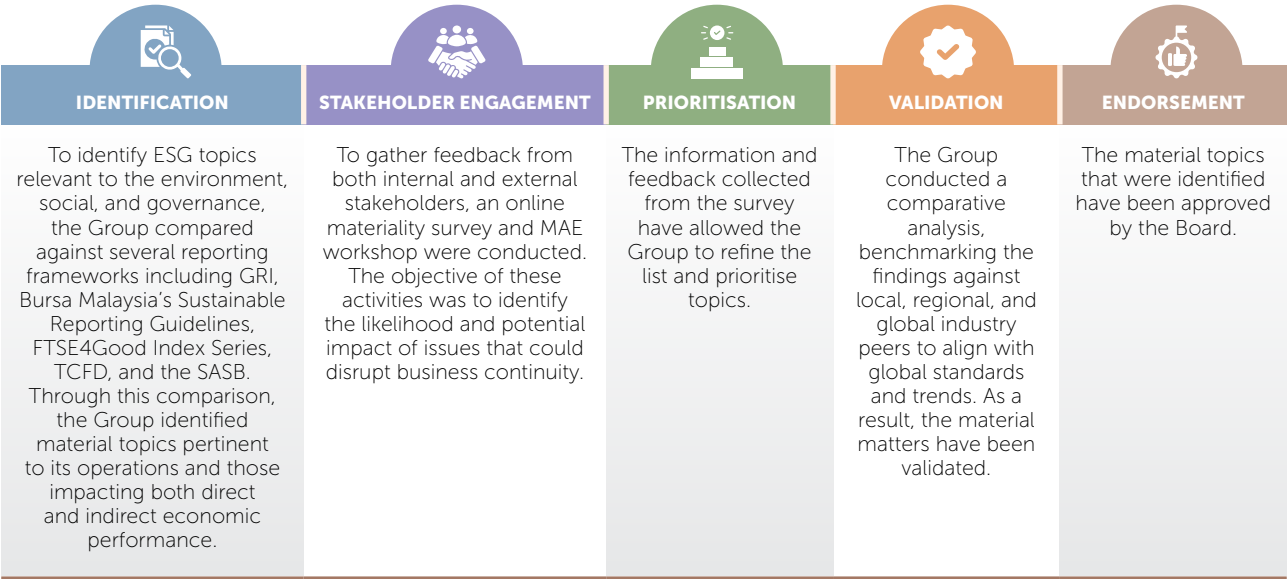 IDENTIFICATION
To identify ESG topics
relevant to the environment,
social, and governance,
the Group compared
against several reporting
frameworks including GRI,
Bursa Malaysia's Sustainable
Reporting Guidelines,
FTSE4Good Index Series,
TCFD, and the SASB.
Through this comparison,
the Group identified
material topics pertinent
to its operations and those
impacting both direct
and indirect economic
performance.
STAKEHOLDER ENGAGEMENT
To gather feedback from
both internal and external
stakeholders, an online
materiality survey and MAE
workshop were conducted.
The objective of these
activities was to identify
the likelihood and potential
impact of issues that could
disrupt business continuity.
PRIORITISATION
The information and
feedback collected
from the survey
have allowed the
Group to refine the
list and prioritise
topics.
VALIDATION
The Group
conducted a
comparative
analysis,
benchmarking the
findings against
local, regional, and
global industry
peers to align with
global standards
and trends. As a
result, the material
matters have been
validated.
ENDORSEMENT
The material topics
that were identified
have been approved
by the Board.